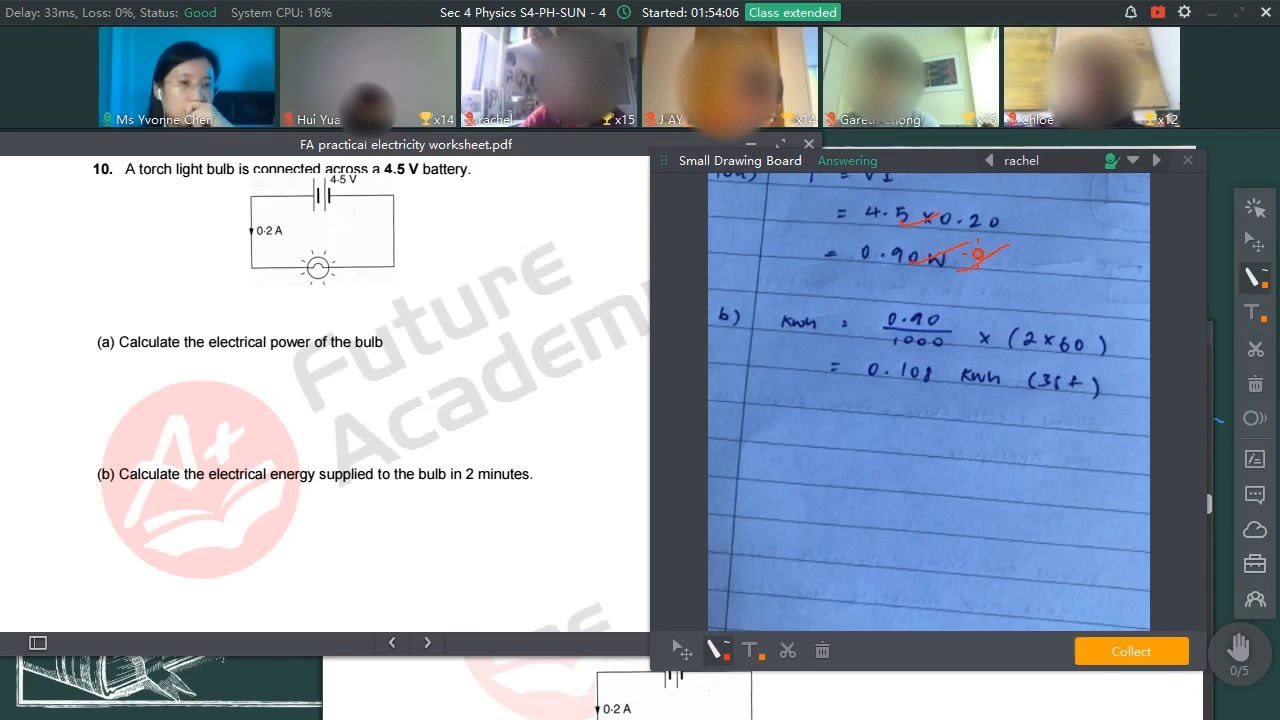 Delay: 33ms, Loss: 0%, Status: Good System CPU: 16% Sec 4 Physics S4-PH-SUN - 4 Started: 01:54:06 Class extended
Ms Yvonne Chen Hui Yua x14 rachel x15 J AY x14 Gareth Chong x15 Chloe x12
FA practical electricity worksheet.pdf
10. A torch light bulb is connected across a 4.5 V battery.
4·5 V
0·2 A
(a) Calculate the electrical power of the bulb
(b) Calculate the electrical energy supplied to the bulb in 2 minutes.
Future
Academy
A+
Small Drawing Board Answering rachel
= VI
= 4.5 × 0.20
= 0.90W
b) kwh = 0.90
1000 × (2×60)
= 0.108 kwh (3sf)
Collect
0/5
0·2 A